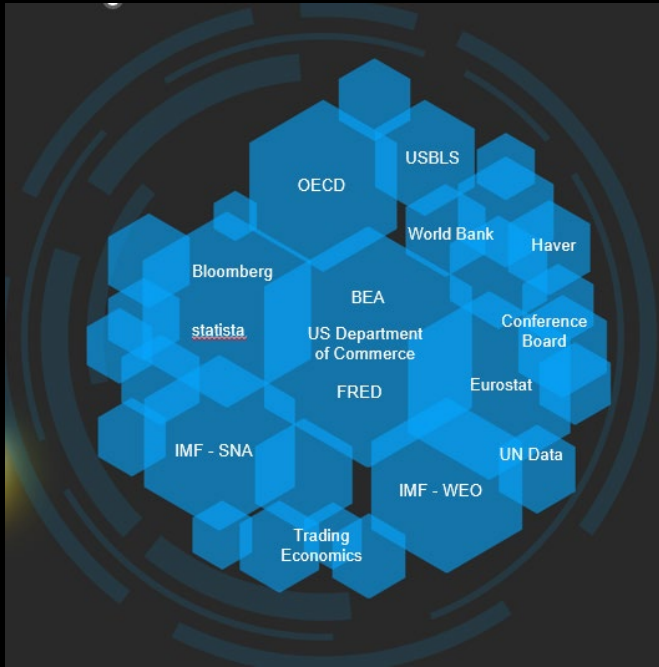 OECD
USBLS
World Bank
Haver
Bloomberg
statista
BEA
US Department
of Commerce
FRED
Conference
Board
Eurostat
IMF - SNA
IMF - WEO
UN Data
Trading
Economics